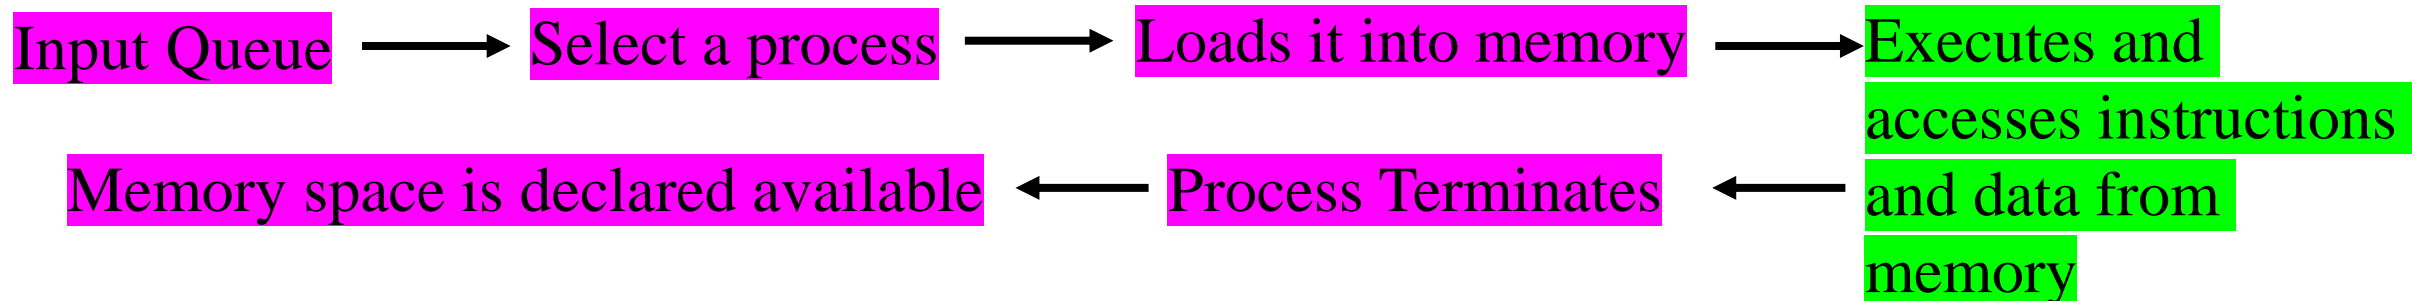 Input Queue
Select a process
Loads it into memory
Executes and
accesses instructions
and data from
memory
Process Terminates
Memory space is declared available